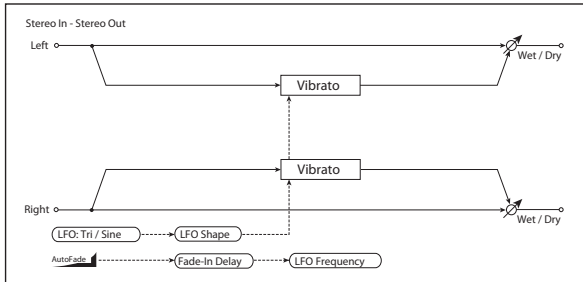 Stereo In - Stereo Out
Left
Wet / Dry
Vibrato
Vibrato
Right
Wet / Dry
LFO: Tri / Sine
LFO Shape
AutoFade
Fade-In Delay
LFO Frequency